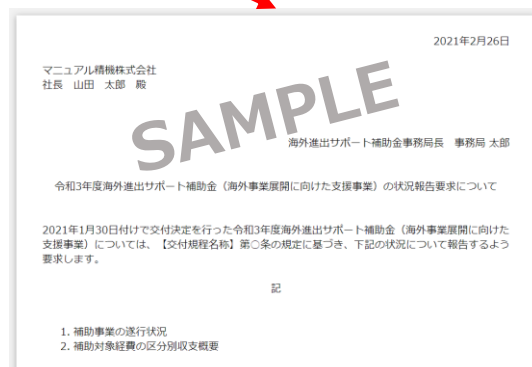 2021年2月26日
マニュアル精機株式会社
社長 山田 太郎 殿
SAMPLE
海外進出サポート補助金事務局長 事務局 太郎
令和3年度海外進出サポート補助金（海外事業展開に向けた支援事業）の状況報告要求について
2021年1月30日付けで交付決定を行った令和3年度海外進出サポート補助金（海外事業展開に向けた
支援事業）については、【交付規程名称】第○条の規定に基づき、下記の状況について報告するよう
要求します。
記
1. 補助事業の遂行状況
2. 補助対象経費の区分別収支概要